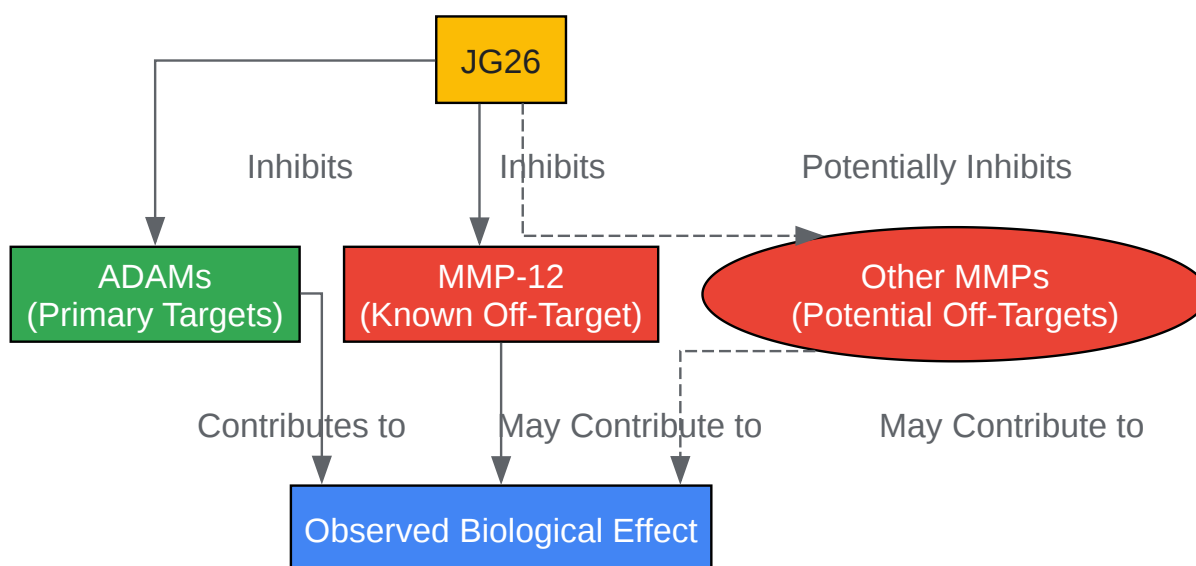 JG26
Inhibits
Inhibits
Potentially Inhibits
ADAMs
(Primary Targets)
MMP-12
(Known Off-Target)
Other MMPs
(Potential Off-Targets)
Contributes to
May Contribute to
May Contribute to
Observed Biological Effect